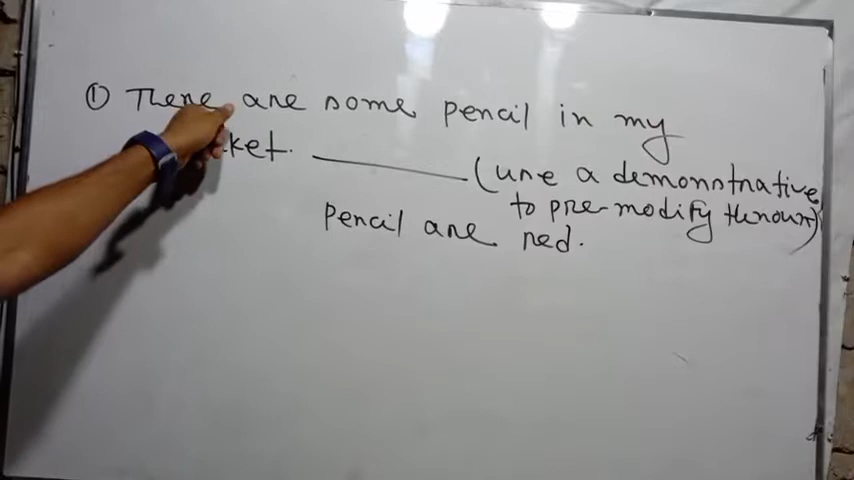 ① There are some pencil in my
ket. ________ (use a demonstrative
to pre-modify the noun)
pencil are red.